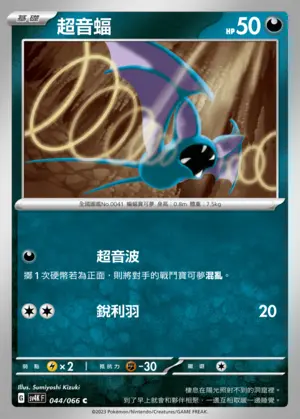 基礎
超音蝠
HP 50
全國圖鑑No.0041 蝙蝠寶可夢 身高:0.8m 體重:7.5kg
超音波
擲1次硬幣若為正面,則將對手的戰鬥寶可夢混亂。
銳利羽 20
弱點 ×2 抵抗力 -30 撤退
Illus. Sumiyoshi Kizuki
G SV4K F 044/066 C
棲息在陽光照射不到的洞窟裡。
到了早上就會和夥伴相聚,一邊互相取暖一邊睡覺。
©2023 Pokémon/Nintendo/Creatures/GAME FREAK.